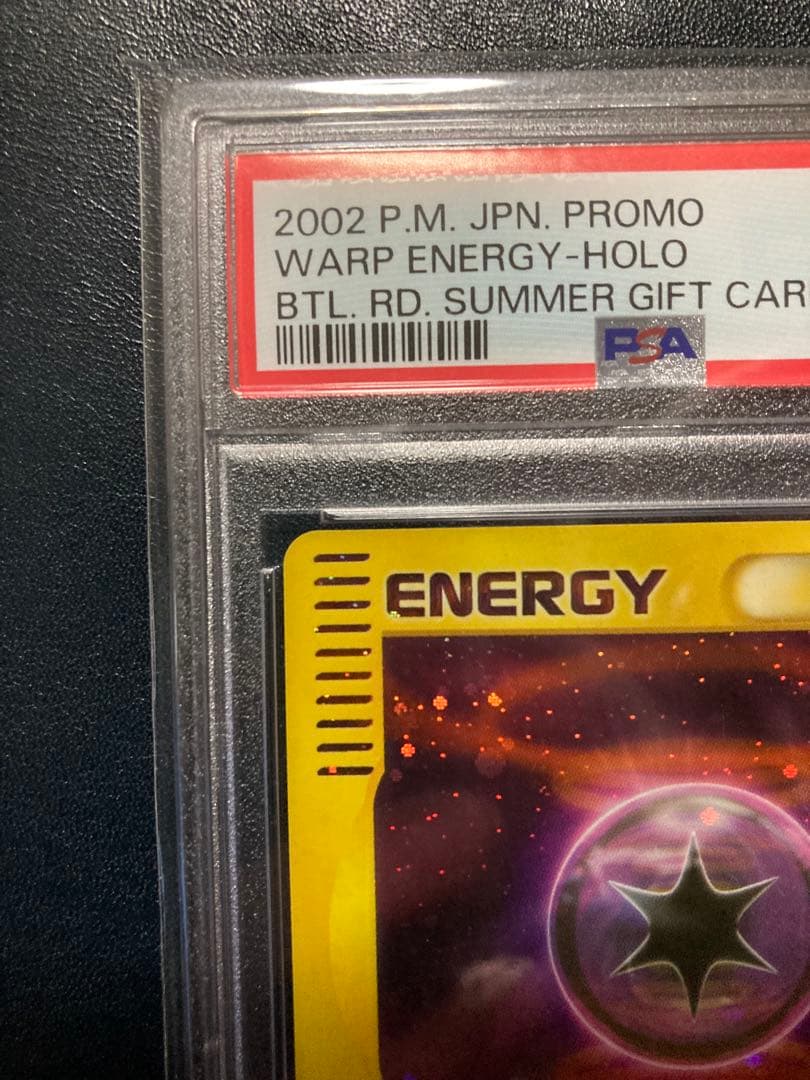 2002 P.M. JPN. PROMO
WARP ENERGY-HOLO
BTL. RD. SUMMER GIFT CAR
PSA
ENERGY